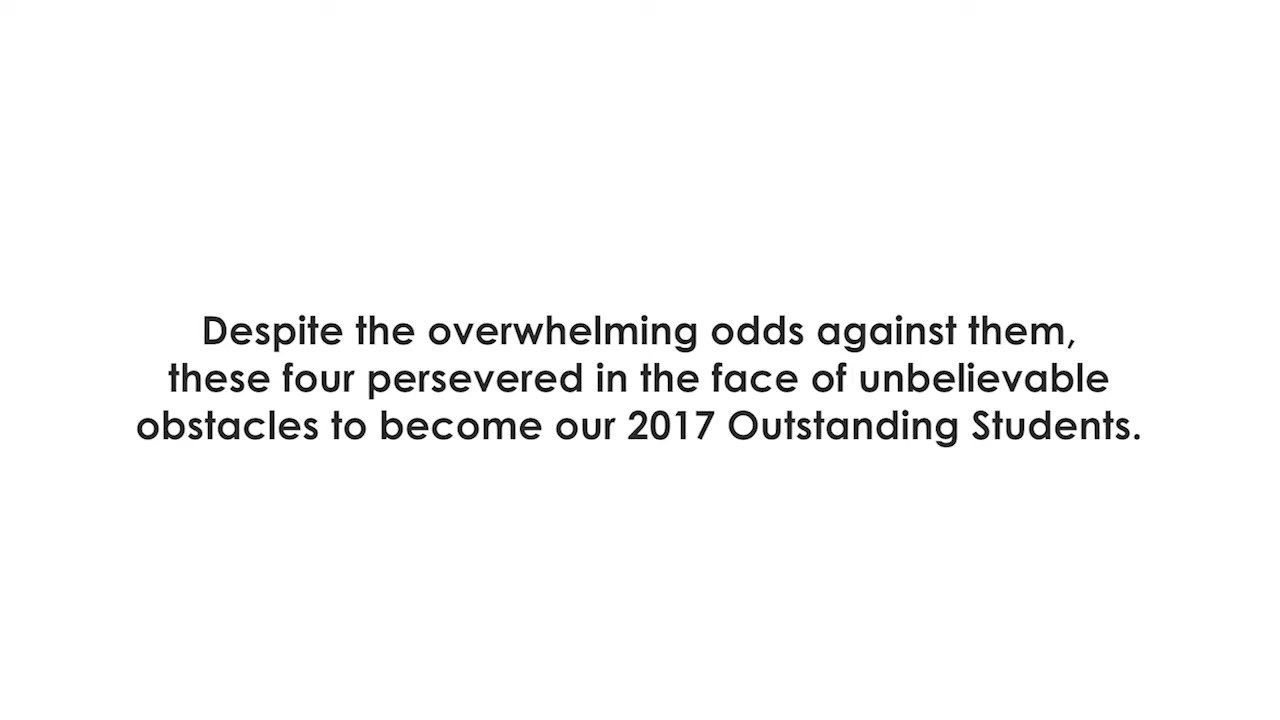 Despite the overwhelming odds against them,
these four persevered in the face of unbelievable
obstacles to become our 2017 Outstanding Students.